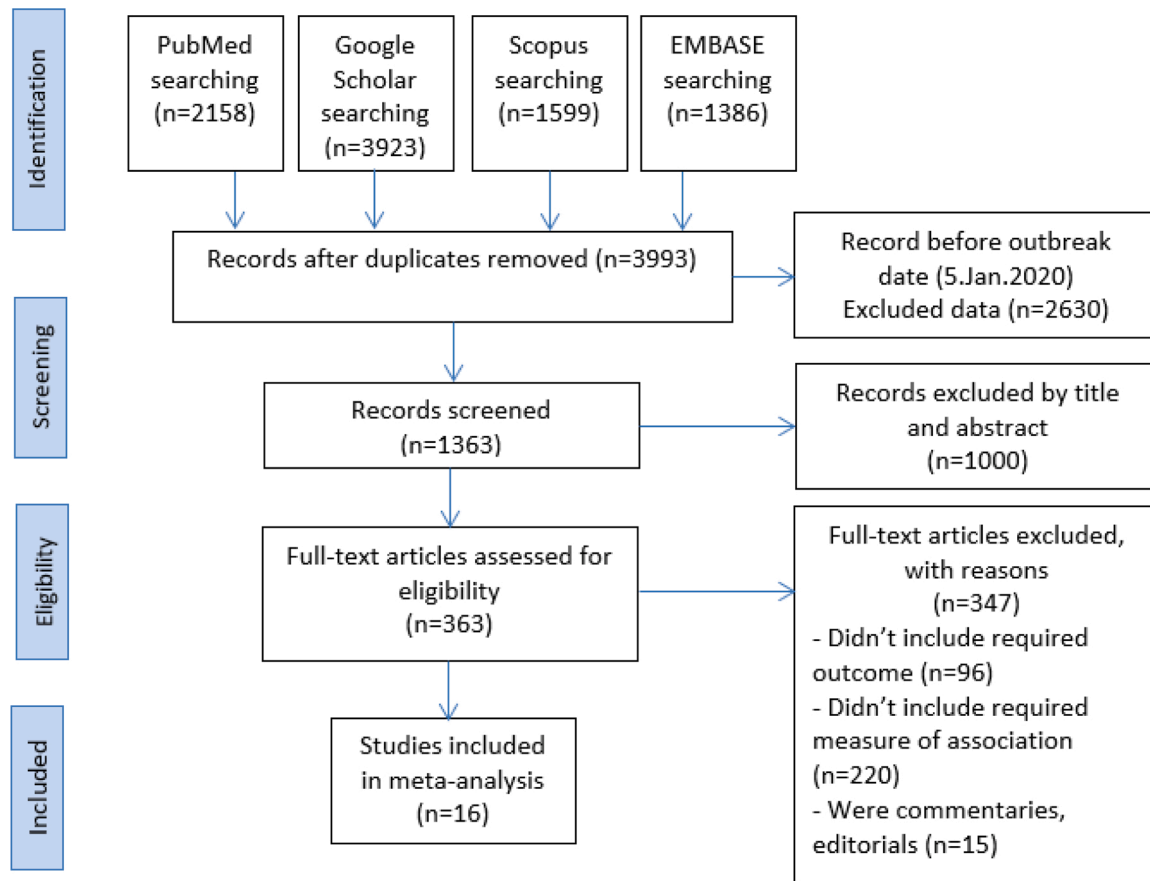 Identification
PubMed
searching
(n=2158)
Google
Scholar
searching
(n=3923)
Scopus
searching
(n=1599)
EMBASE
searching
(n=1386)
Records after duplicates removed (n=3993)
Record before outbreak
date (5.Jan.2020)
Excluded data (n=2630)
Screening
Records screened
(n=1363)
Records excluded by title
and abstract
(n=1000)
Eligibility
Full-text articles assessed for
eligibility
(n=363)
Full-text articles excluded,
with reasons
(n=347)
- Didn’t include required
outcome (n=96)
- Didn’t include required
measure of association
(n=220)
- Were commentaries,
editorials (n=15)
Included
Studies included
in meta-analysis
(n=16)